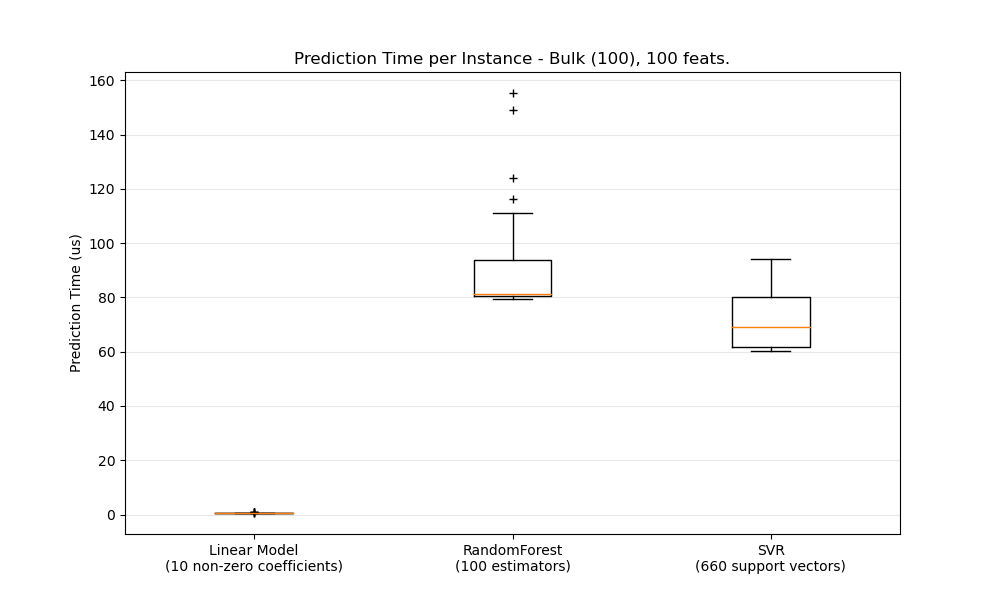 Prediction Time per Instance - Bulk (100), 100 feats.
160
140
120
100
80
60
40
20
0
Prediction Time (us)
Linear Model
(10 non-zero coefficients)
RandomForest
(100 estimators)
SVR
(660 support vectors)